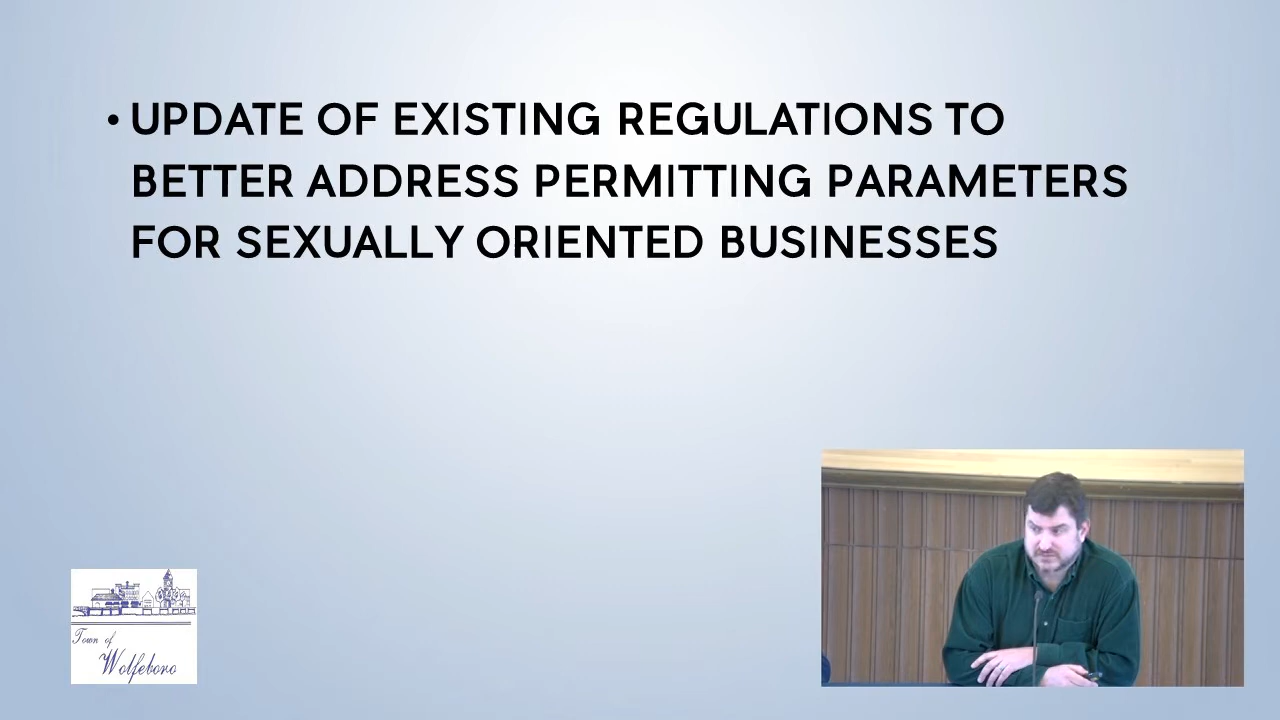 • UPDATE OF EXISTING REGULATIONS TO
BETTER ADDRESS PERMITTING PARAMETERS
FOR SEXUALLY ORIENTED BUSINESSES
Town of
Wolfeboro